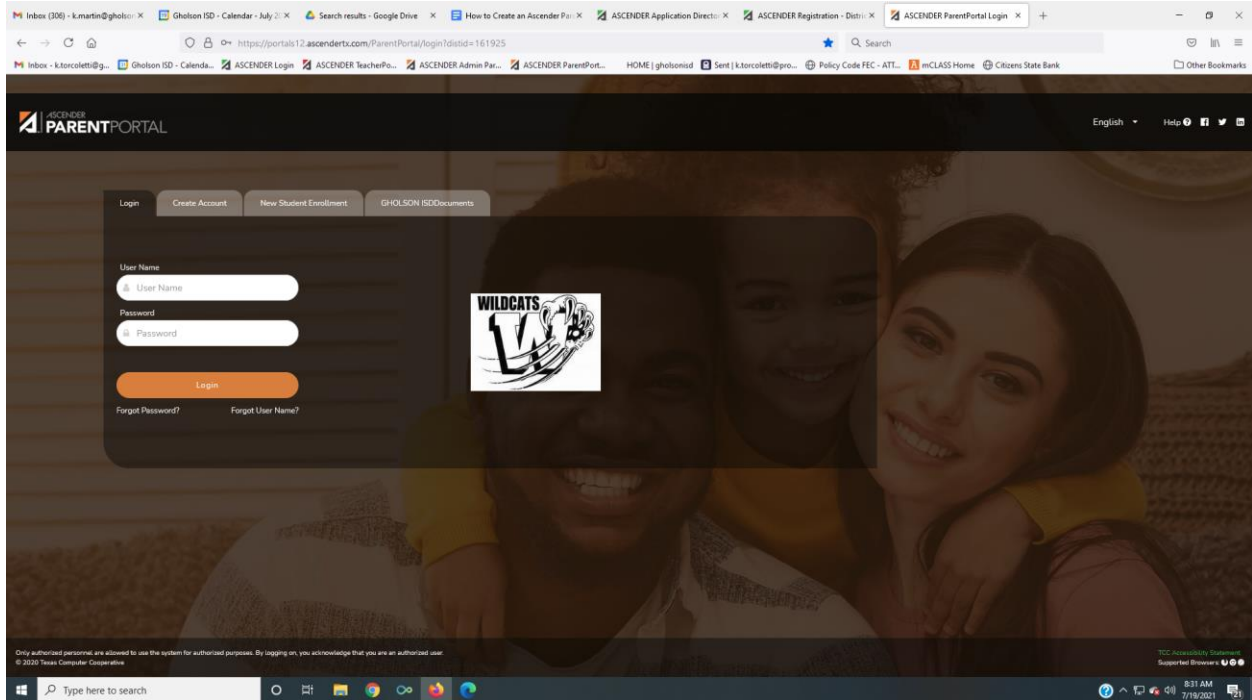 Inbox (306) - k.martin@gholson
Gholson ISD - Calendar - July 2
Search results - Google Drive
How to Create an Ascender Par
ASCENDER Application Director
ASCENDER Registration - Distric
ASCENDER ParentPortal Login
https://portals12.ascendertx.com/ParentPortal/login?distid=161925
Search
Inbox - k.torcoletti@g...
Gholson ISD - Calenda...
ASCENDER Login
ASCENDER TeacherPo...
ASCENDER Admin Par...
ASCENDER ParentPort...
HOME | gholsonisd
Sent | k.torcoletti@pro...
Policy Code FEC - ATT...
mCLASS Home
Citizens State Bank
Other Bookmarks
ASCENDER
PARENTPORTAL
English
Help
Login
Create Account
New Student Enrollment
GHOLSON ISDDocuments
User Name
User Name
Password
Password
Login
Forgot Password?
Forgot User Name?
WILDCATS
W
Only authorized personnel are allowed to use the system for authorized purposes. By logging on, you acknowledge that you are an authorized user.
© 2020 Texas Computer Cooperative
TCC Accessibility Statement
Supported Browsers:
Type here to search
8:31 AM
7/19/2021
21